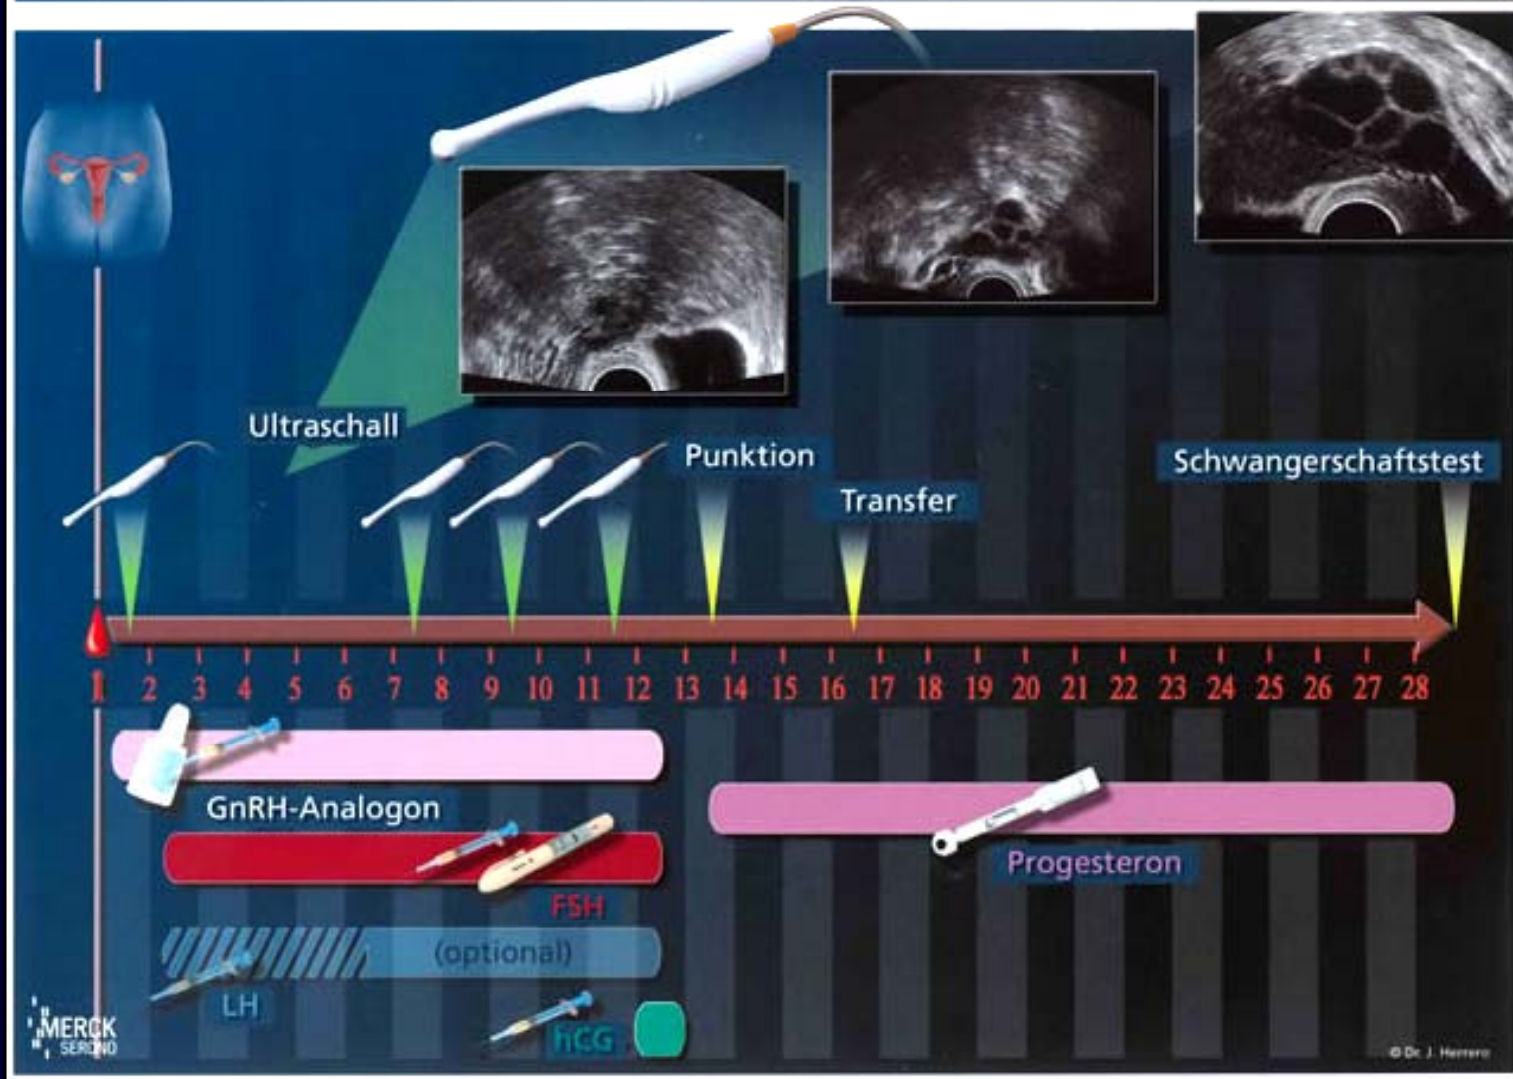 Ultraschall
Punktion
Transfer
Schwangerschaftstest
1 2 3 4 5 6 7 8 9 10 11 12 13 14 15 16 17 18 19 20 21 22 23 24 25 26 27 28
GnRH-Analogon
Progesteron
FSH
(optional)
LH
hCG
MERCK
SERONO
© Dr. J. Herrero